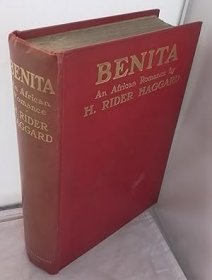 BENITA
An African Romance by
H. RIDER HAGGARD
BENITA
An African
Romance
H. RIDER
HAGGARD